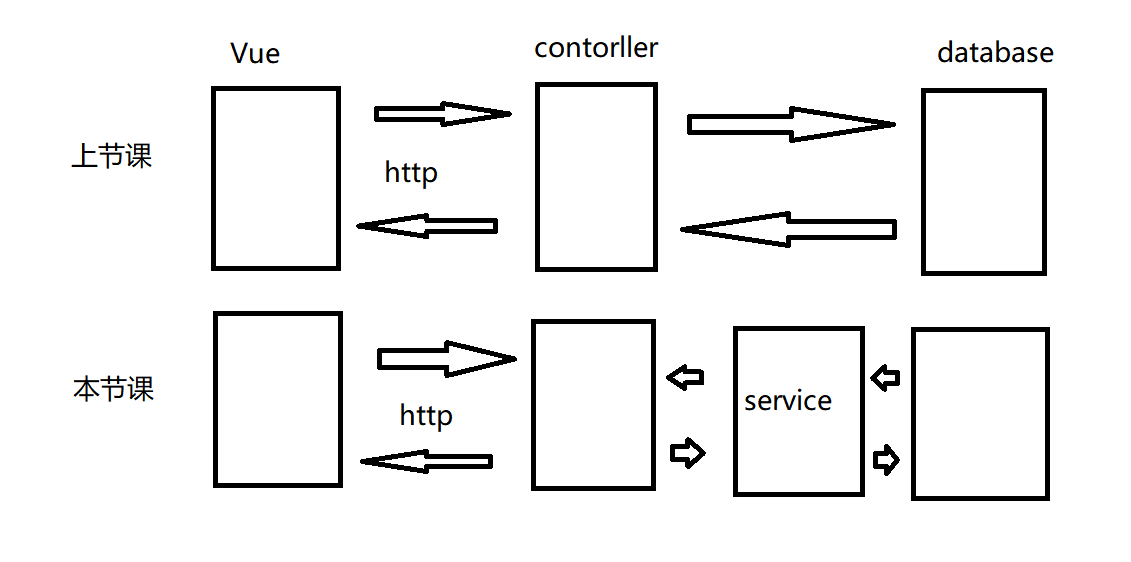 Vue
contorller
database
上节课
http
本节课
http
service